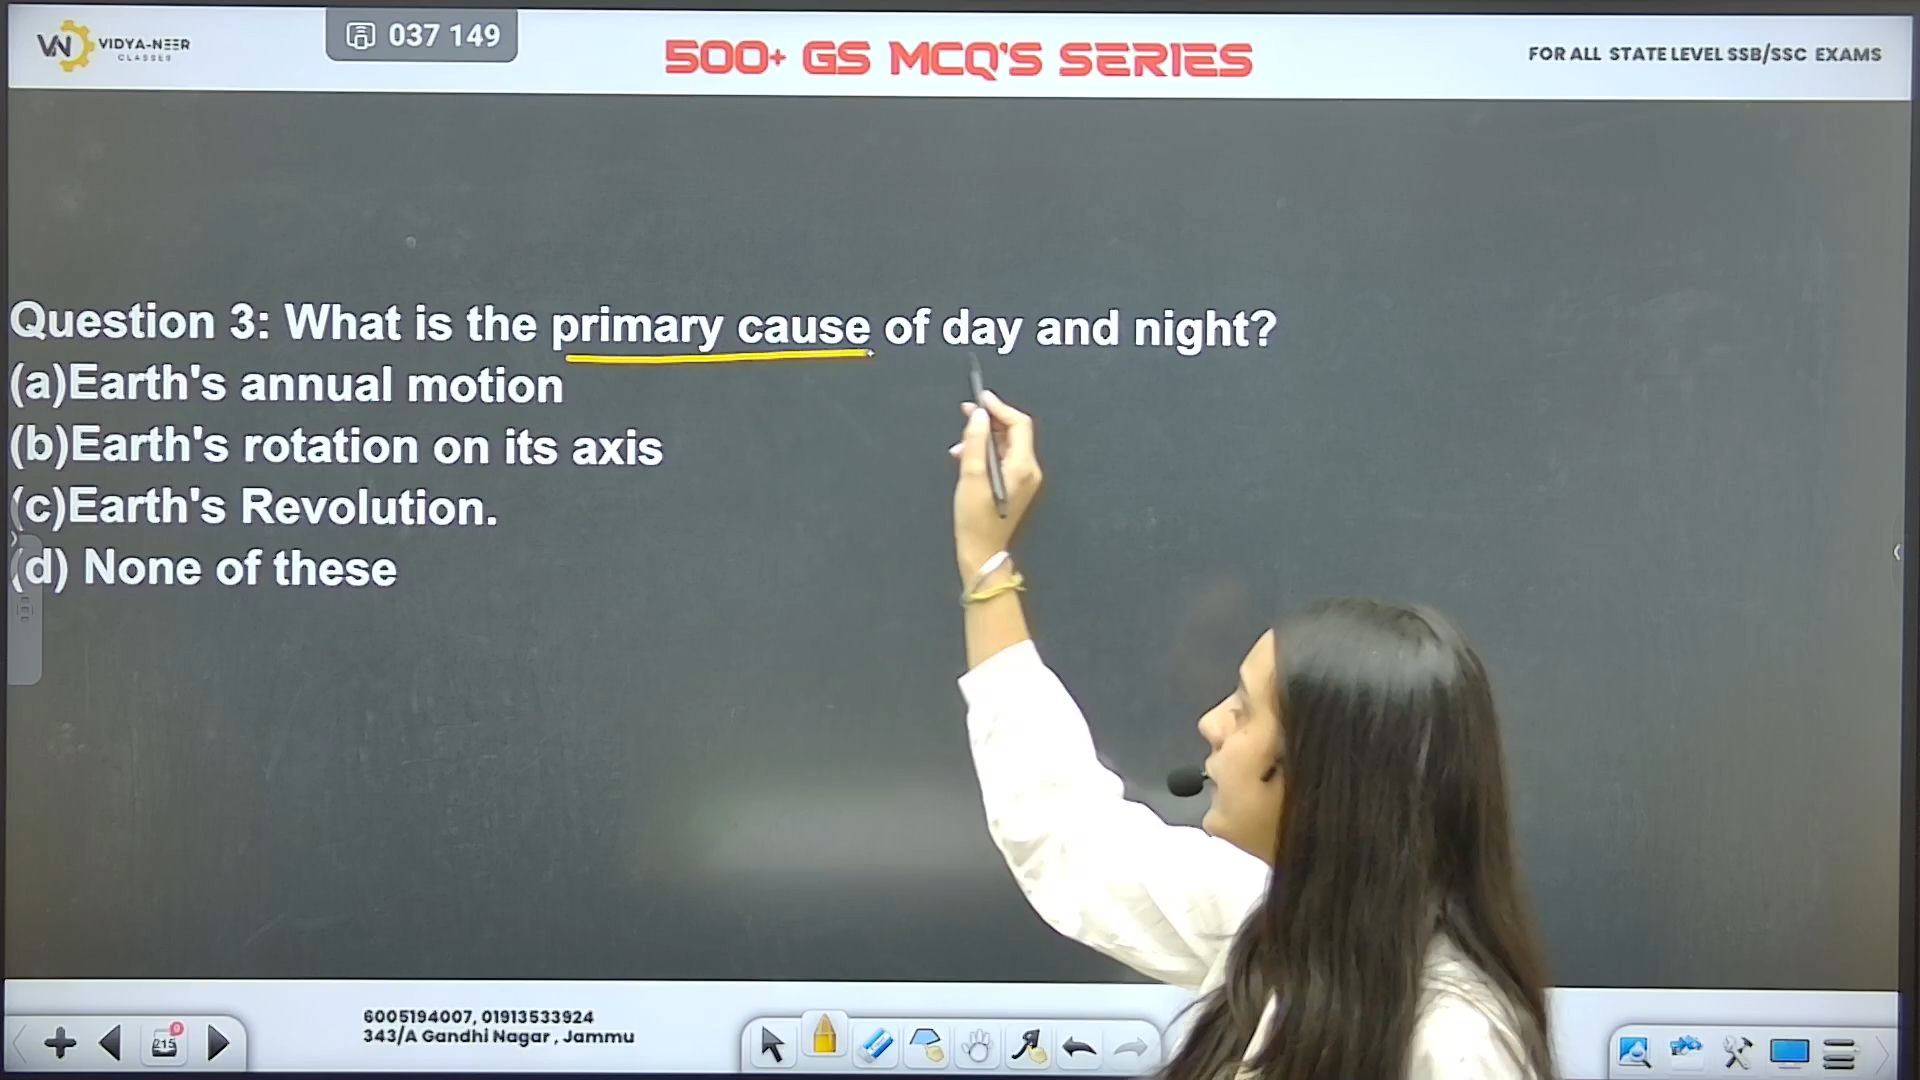 VIDYA-NEER
CLASSES
037 149
500+ GS MCQ'S SERIES
FOR ALL STATE LEVEL SSB/SSC EXAMS
Question 3: What is the primary cause of day and night?
(a)Earth's annual motion
(b)Earth's rotation on its axis
(c)Earth's Revolution.
(d) None of these
6005194007, 01913533924
343/A Gandhi Nagar , Jammu
215
0